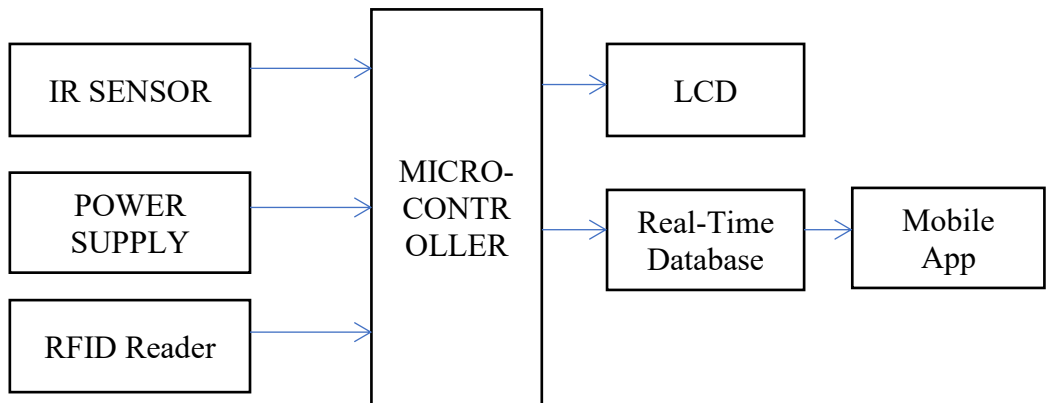 IR SENSOR
POWER
SUPPLY
RFID Reader
MICRO-
CONTR
OLLER
LCD
Real-Time
Database
Mobile
App